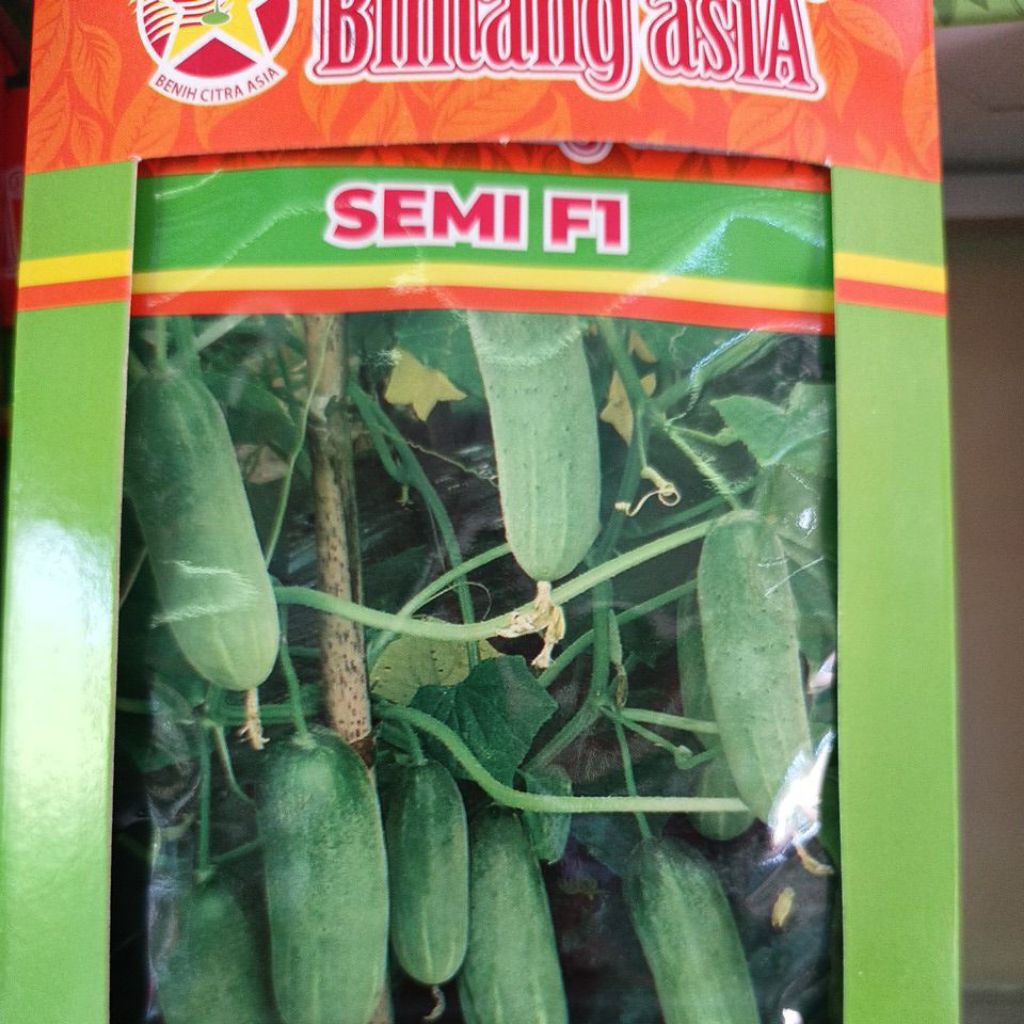 Bintang asIA
BENIH CITRA ASIA
SEMI F1